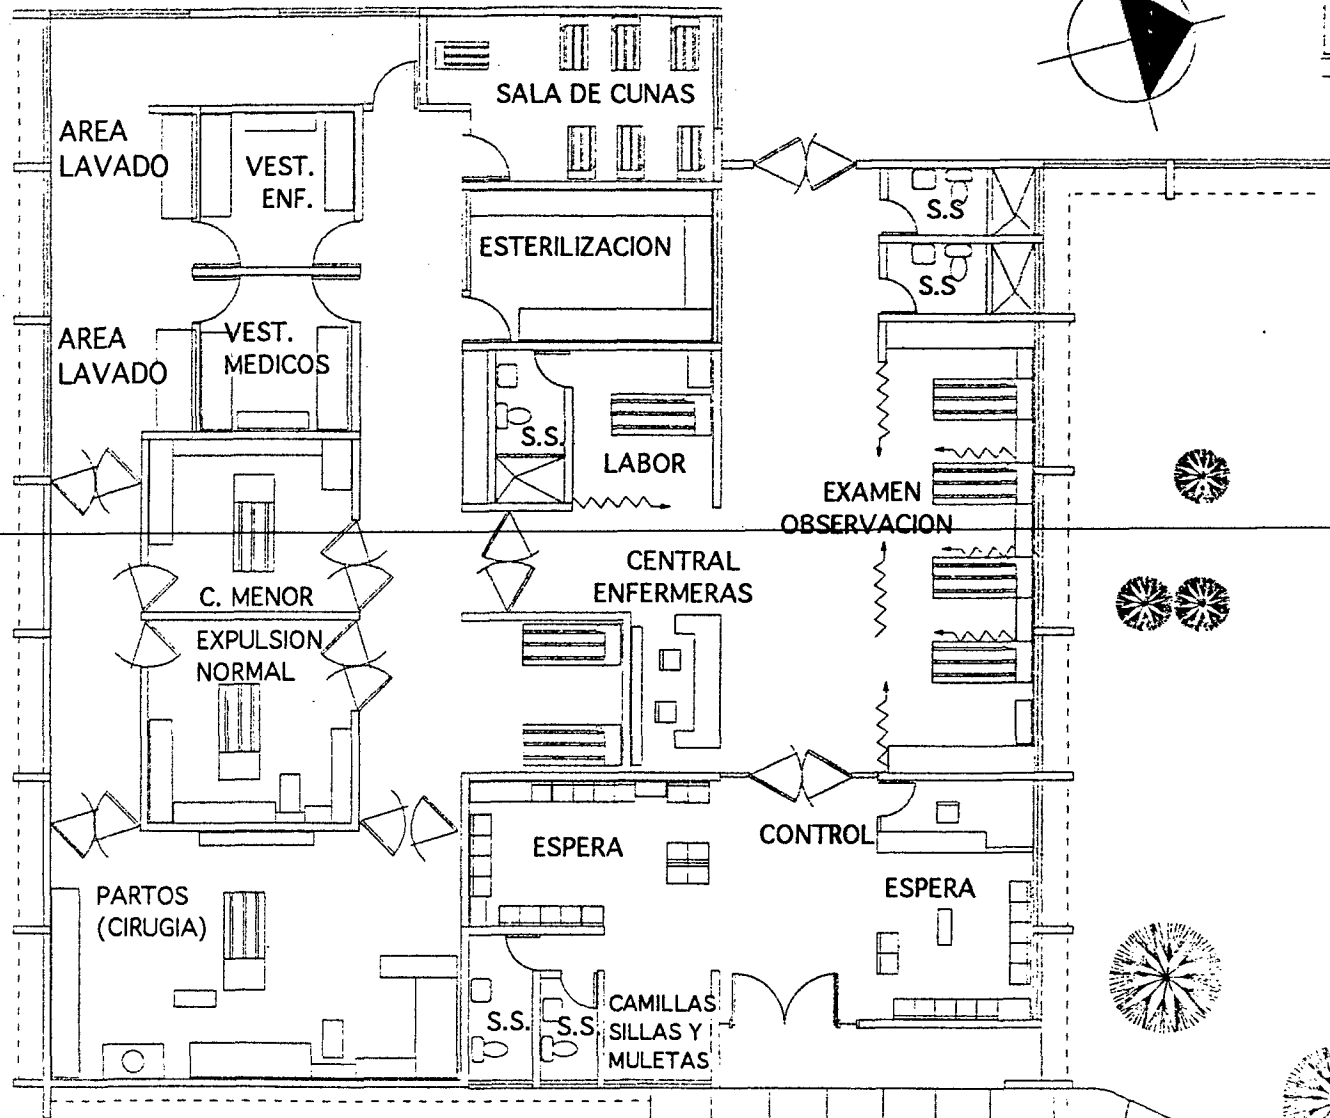 SALA DE CUNAS
AREA
LAVADO
VEST.
ENF.
S.S
ESTERILIZACION
S.S
AREA
LAVADO
VEST.
MEDICOS
S.S.
LABOR
EXAMEN
OBSERVACION
CENTRAL
ENFERMERAS
C. MENOR
EXPULSION
NORMAL
ESPERA
CONTROL
ESPERA
PARTOS
(CIRUGIA)
S.S.
S.S.
CAMILLAS
SILLAS Y
MULETAS